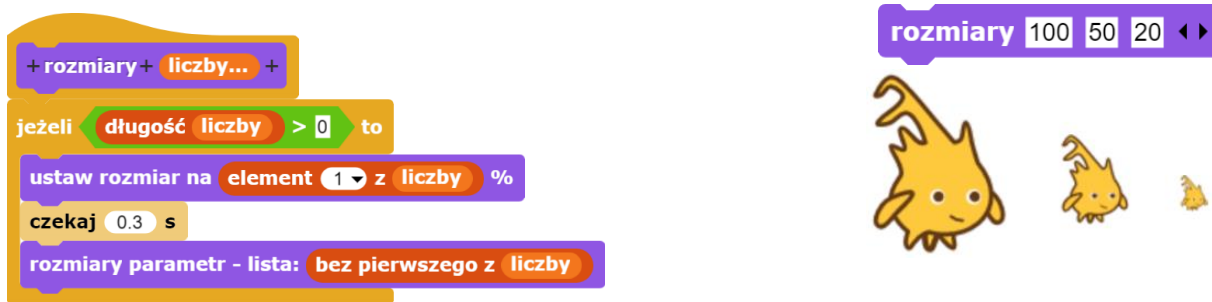 + rozmiary + liczby... +
jeżeli długość liczby > 0 to
ustaw rozmiar na element 1 z liczby %
czekaj 0.3 s
rozmiary parametr - lista: bez pierwszego z liczby
rozmiary 100 50 20